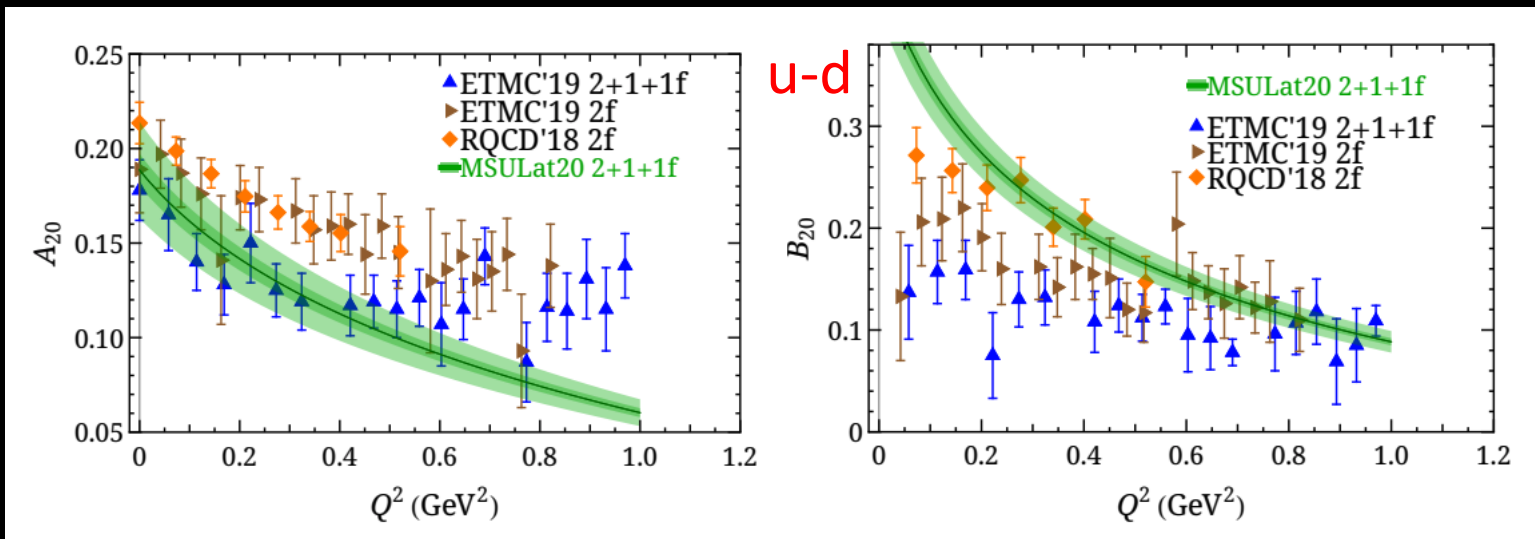 u-d
0.25
0.20
0.15
0.10
0.05
A20
ETMC'19 2+1+1f
ETMC'19 2f
RQCD'18 2f
MSULat20 2+1+1f
0 0.2 0.4 0.6 0.8 1.0 1.2
Q² (GeV²)
0.3
0.2
0.1
0
B20
MSULat20 2+1+1f
ETMC'19 2+1+1f
ETMC'19 2f
RQCD'18 2f
0 0.2 0.4 0.6 0.8 1.0 1.2
Q² (GeV²)